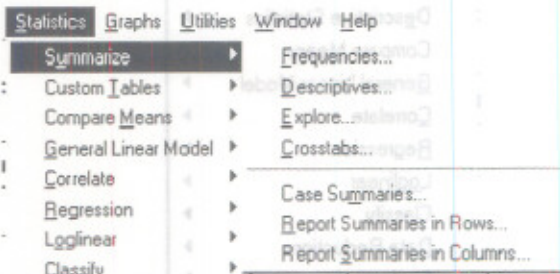 Statistics Graphs Utilities Window Help
Summarize
Custom Tables
Compare Means
General Linear Model
Correlate
Regression
Loglinear
Classify
Frequencies...
Descriptives...
Explore...
Crosstabs...
Case Summaries...
Report Summaries in Rows...
Report Summaries in Columns...